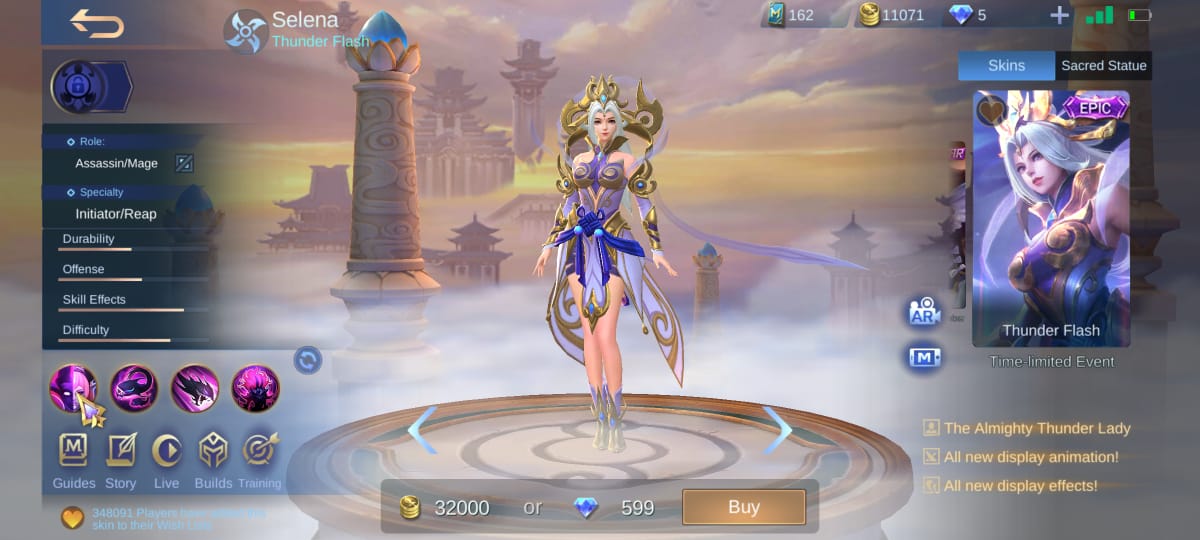 Selena
Thunder Flash
162
11071
5
Skins
Sacred Statue
EPIC
Role:
Assassin/Mage
Specialty
Initiator/Reap
Durability
Offense
Skill Effects
Difficulty
AR
M
Thunder Flash
Time-limited Event
The Almighty Thunder Lady
All new display animation!
All new display effects!
Guides
Story
Live
Builds
Training
348091 Players have added this
skin to their Wish List!
32000
or
599
Buy